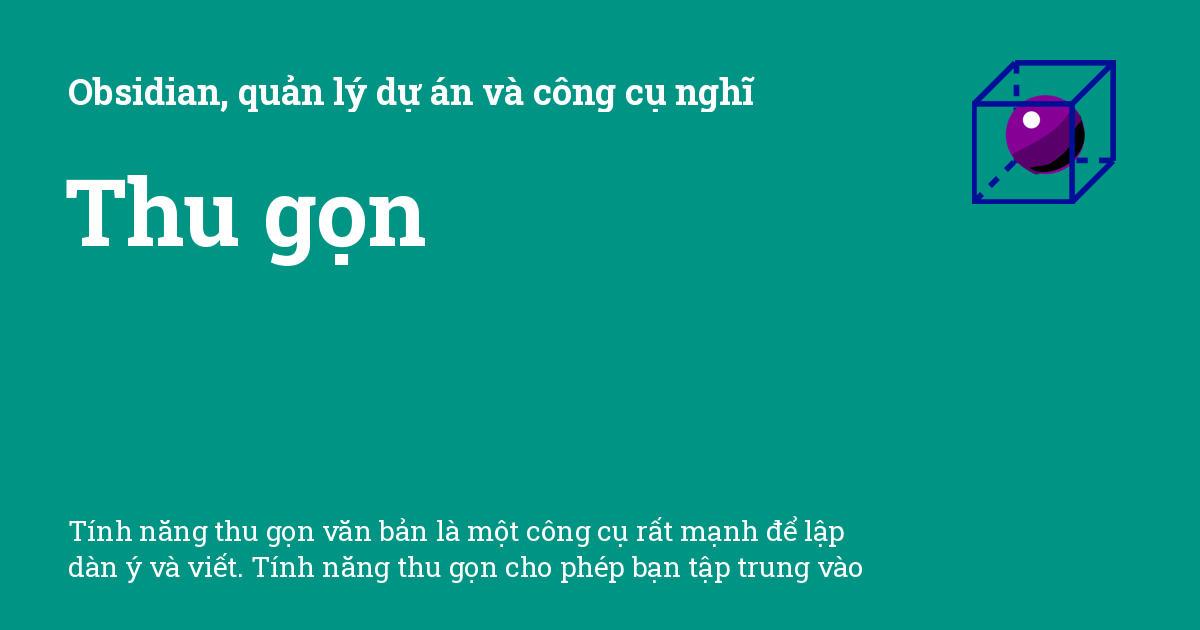 Obsidian, quản lý dự án và công cụ nghĩ
Thu gọn
Tính năng thu gọn văn bản là một công cụ rất mạnh để lập
dàn ý và viết. Tính năng thu gọn cho phép bạn tập trung vào